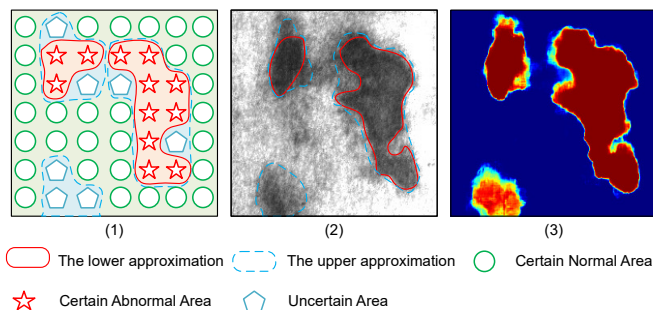 (1) (2) (3)
The lower approximation The upper approximation Certain Normal Area
Certain Abnormal Area Uncertain Area